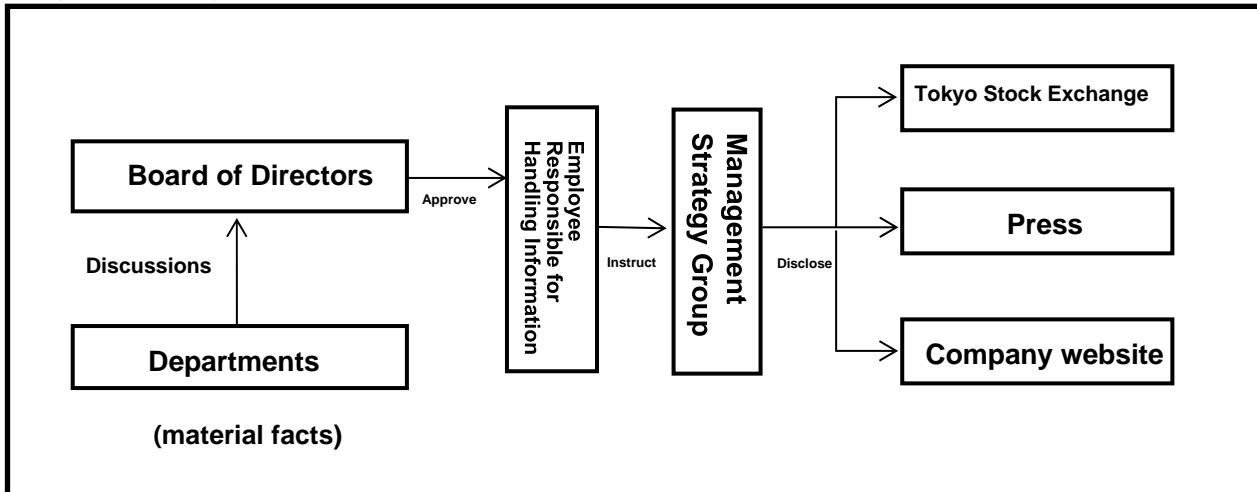 Tokyo Stock Exchange
Board of Directors
Approve
Employee
Responsible for
Handling Information
Instruct
Management
Strategy Group
Disclose
Press
Discussions
Departments
Company website
(material facts)